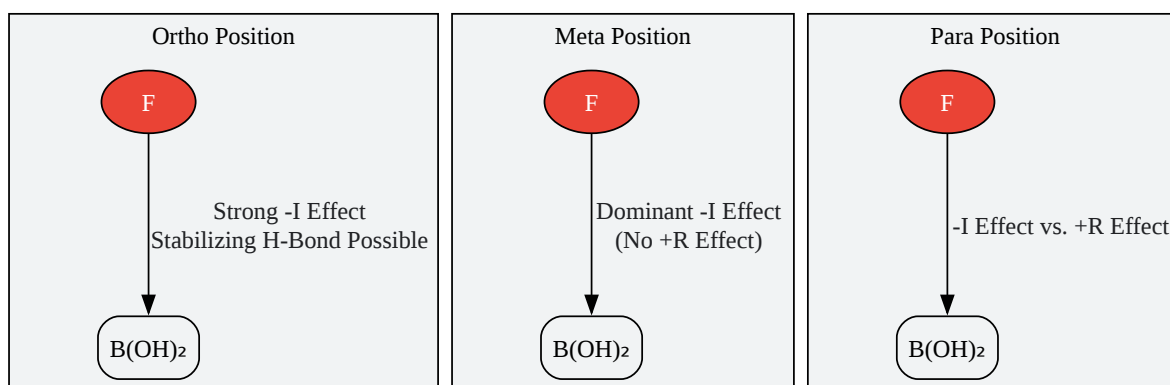 Ortho Position
F
Strong -I Effect
Stabilizing H-Bond Possible
B(OH)₂
Meta Position
F
Dominant -I Effect
(No +R Effect)
B(OH)₂
Para Position
F
-I Effect vs. +R Effect
B(OH)₂